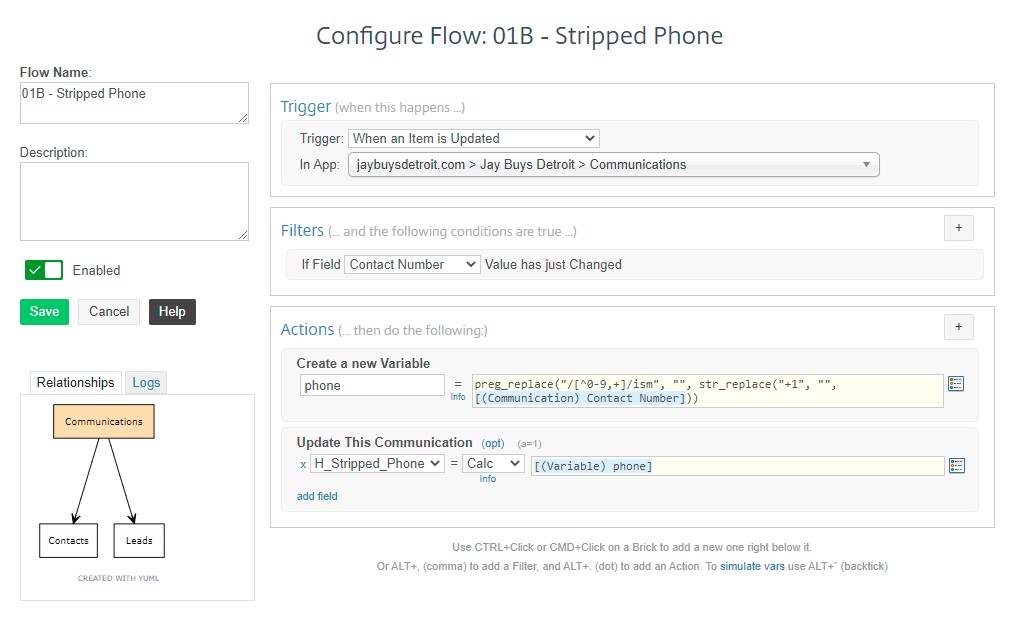 Configure Flow: 01B - Stripped Phone
Flow Name:
01B - Stripped Phone
Description:
Enabled
Save Cancel Help
Relationships Logs
Communications
Contacts Leads
CREATED WITH YUML
Trigger (when this happens ...)
Trigger: When an Item is Updated
In App: jaybuysdetroit.com > Jay Buys Detroit > Communications
Filters (... and the following conditions are true ...) +
If Field Contact Number Value has just Changed
Actions (... then do the following:) +
Create a new Variable
phone = preg_replace("/[^0-9,+]/ism", "", str_replace("+1", "",
Info [(Communication) Contact Number]))
Update This Communication (opt) (a=1)
x H_Stripped_Phone = Calc [(Variable) phone]
Info
add field
Use CTRL+Click or CMD+Click on a Brick to add a new one right below it.
Or ALT+, (comma) to add a Filter, and ALT+. (dot) to add an Action. To simulate vars use ALT+` (backtick)